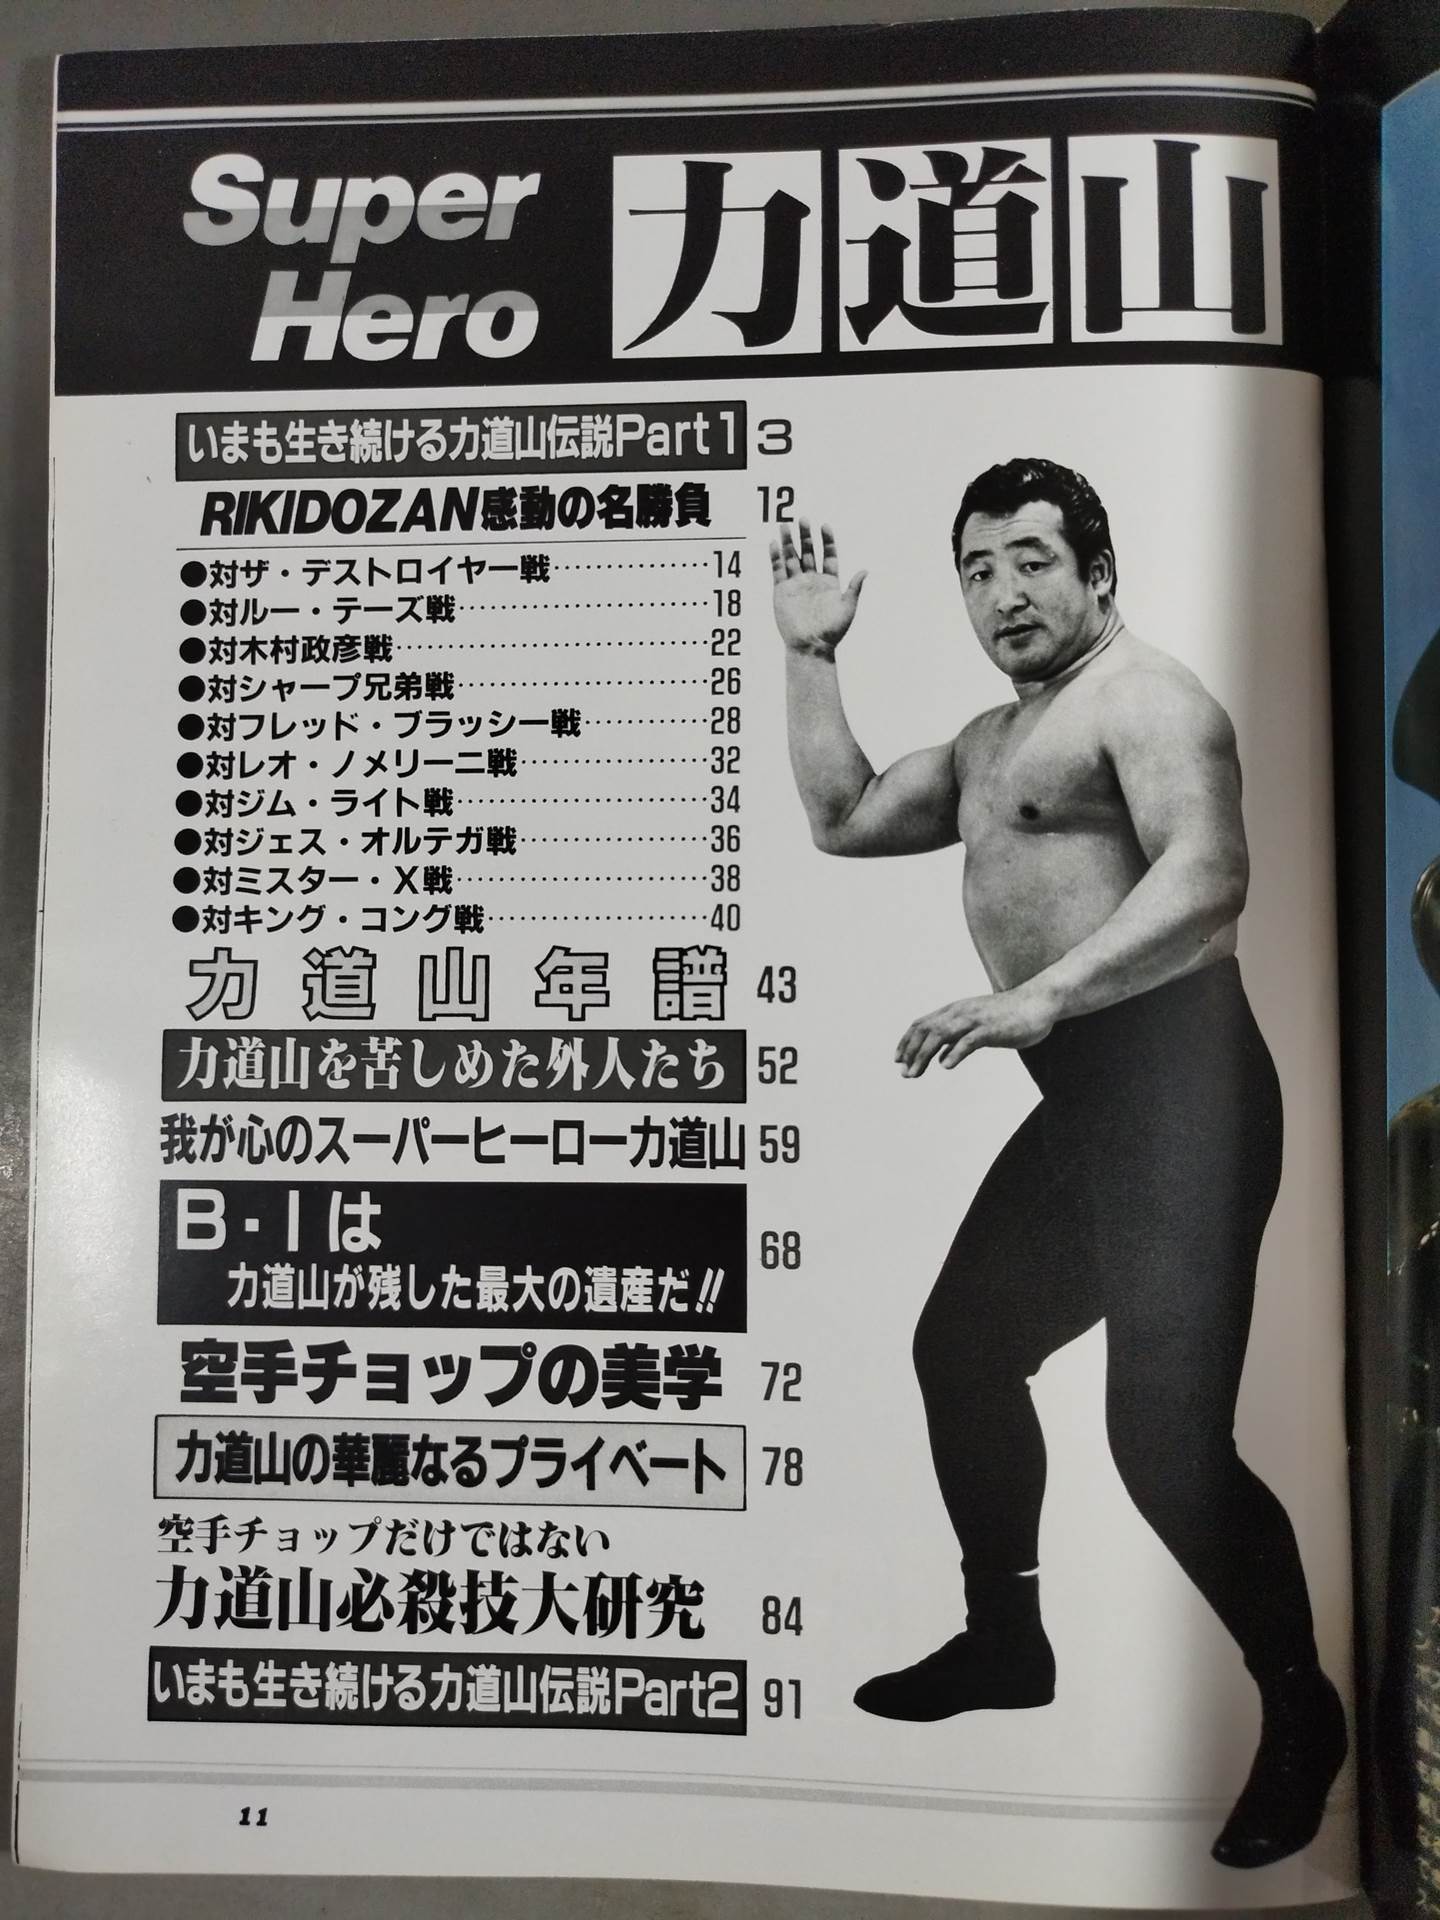 Super
Hero
力道山
いまも生き続ける力道山伝説Part1 3
RIKIDOZAN感動の名勝負 12
●対ザ・デストロイヤー戦……………14
●対ルー・テーズ戦……………………18
●対木村政彦戦…………………………22
●対シャープ兄弟戦……………………26
●対フレッド・ブラッシー戦…………28
●対レオ・ノメリーニ戦………………32
●対ジム・ライト戦……………………34
●対ジェス・オルテガ戦………………36
●対ミスター・X戦……………………38
●対キング・コング戦…………………40
力道山年譜 43
力道山を苦しめた外人たち 52
我が心のスーパーヒーロー力道山 59
B-Iは
力道山が残した最大の遺産だ!! 68
空手チョップの美学 72
力道山の華麗なるプライベート 78
空手チョップだけではない
力道山必殺技大研究 84
いまも生き続ける力道山伝説Part2 91
11